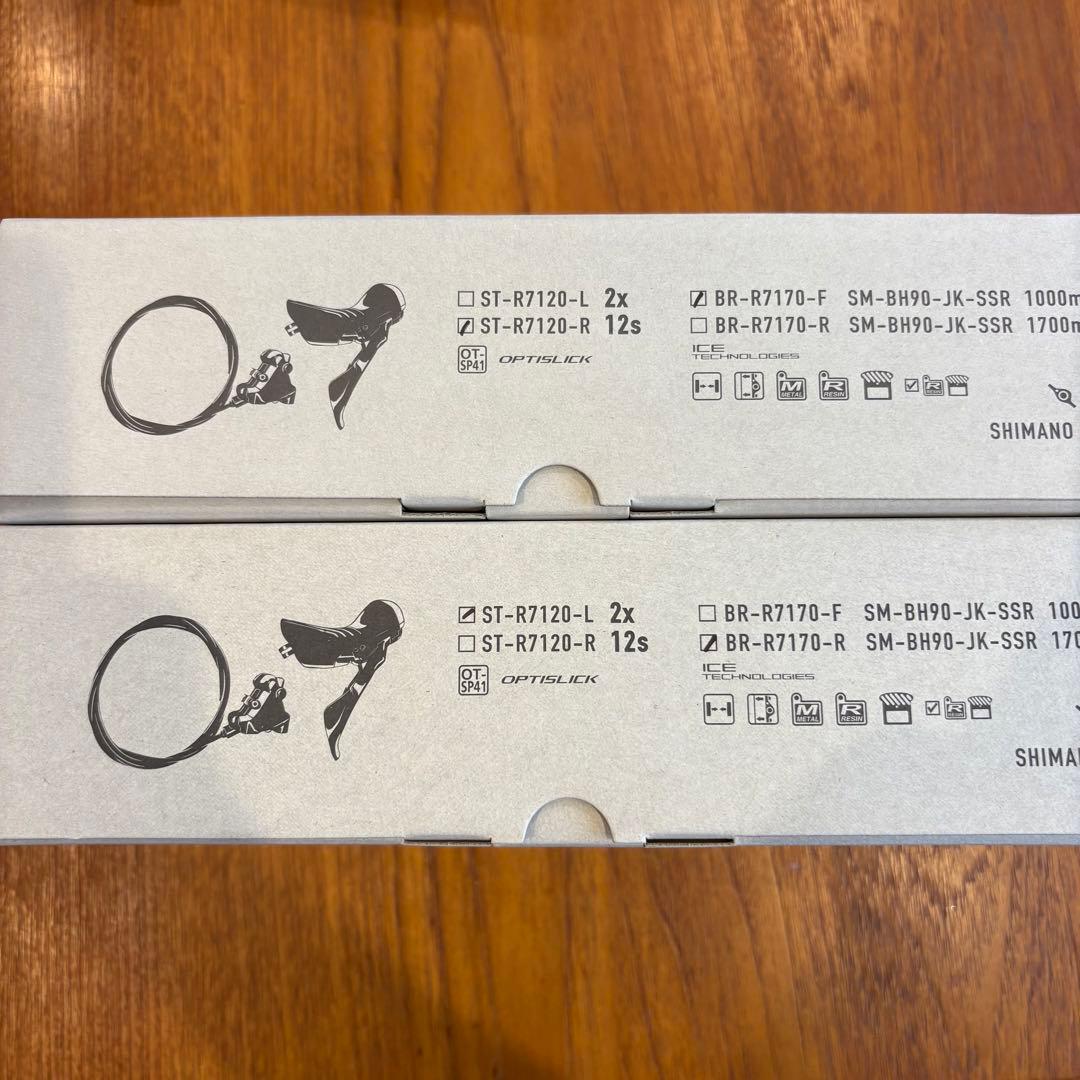 ST-R7120-L 2x
ST-R7120-R 12s
OT-SP41 OPTISLICK
BR-R7170-F SM-BH90-JK-SSR 1000m
BR-R7170-R SM-BH90-JK-SSR 1700m
ICE
TECHNOLOGIES
M METAL R RESIN R
SHIMANO
ST-R7120-L 2x
ST-R7120-R 12s
OT-SP41 OPTISLICK
BR-R7170-F SM-BH90-JK-SSR 100
BR-R7170-R SM-BH90-JK-SSR 170
ICE
TECHNOLOGIES
M METAL R RESIN R
SHIMA